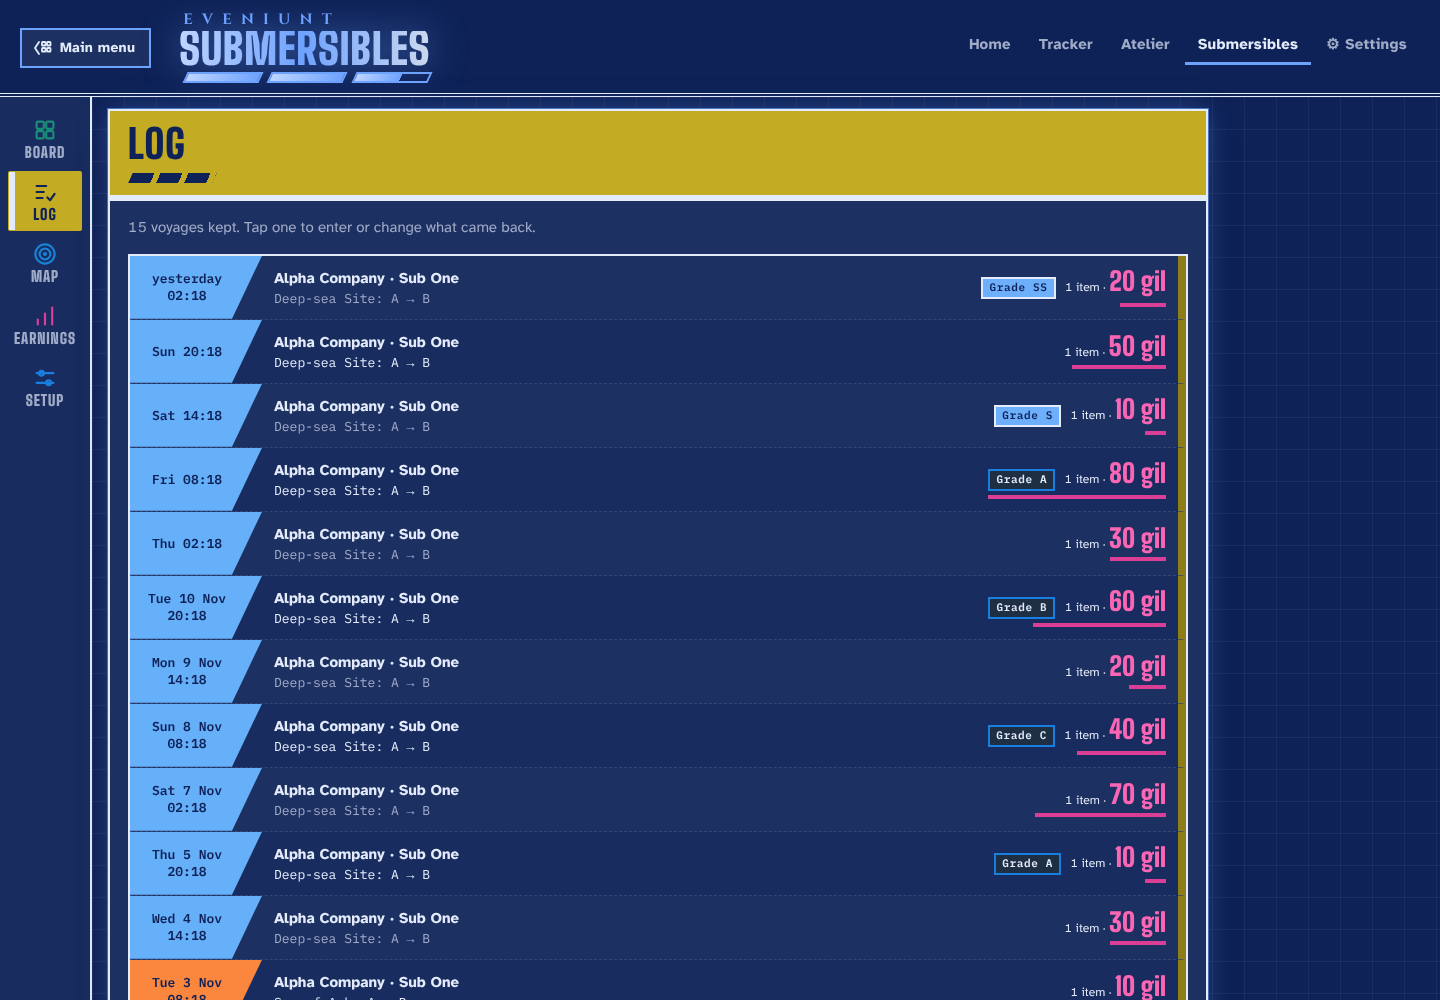 Main menu
EVENIUNT
SUBMERSIBLES
Home
Tracker
Atelier
Submersibles
Settings
BOARD
LOG
MAP
EARNINGS
SETUP
LOG
15 voyages kept. Tap one to enter or change what came back.
yesterday
02:18
Alpha Company · Sub One
Deep-sea Site: A → B
Grade SS
1 item · 20 gil
Sun 20:18
Alpha Company · Sub One
Deep-sea Site: A → B
1 item · 50 gil
Sat 14:18
Alpha Company · Sub One
Deep-sea Site: A → B
Grade S
1 item · 10 gil
Fri 08:18
Alpha Company · Sub One
Deep-sea Site: A → B
Grade A
1 item · 80 gil
Thu 02:18
Alpha Company · Sub One
Deep-sea Site: A → B
1 item · 30 gil
Tue 10 Nov
20:18
Alpha Company · Sub One
Deep-sea Site: A → B
Grade B
1 item · 60 gil
Mon 9 Nov
14:18
Alpha Company · Sub One
Deep-sea Site: A → B
1 item · 20 gil
Sun 8 Nov
08:18
Alpha Company · Sub One
Deep-sea Site: A → B
Grade C
1 item · 40 gil
Sat 7 Nov
02:18
Alpha Company · Sub One
Deep-sea Site: A → B
1 item · 70 gil
Thu 5 Nov
20:18
Alpha Company · Sub One
Deep-sea Site: A → B
Grade A
1 item · 10 gil
Wed 4 Nov
14:18
Alpha Company · Sub One
Deep-sea Site: A → B
1 item · 30 gil
Tue 3 Nov
08:18
Alpha Company · Sub One
1 item · 10 gil